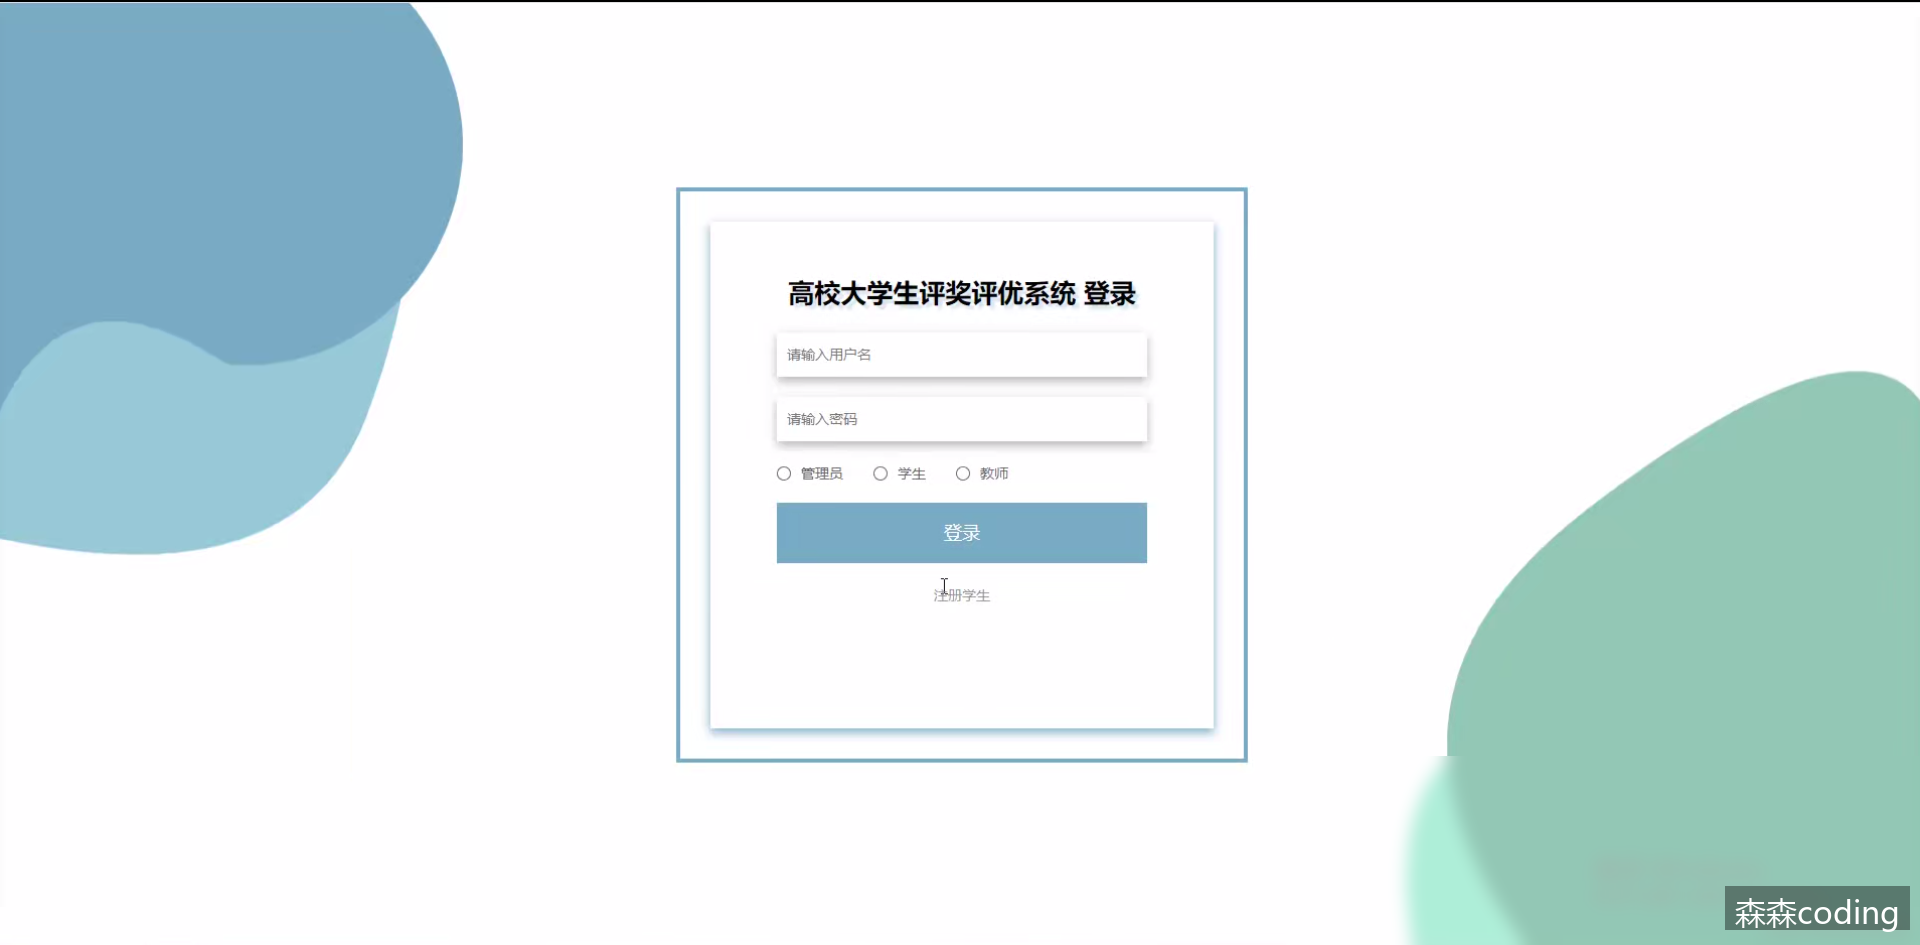 高校大学生评奖评优系统 登录
请输入用户名
请输入密码
管理员 学生 教师
登录
注册学生
森森coding